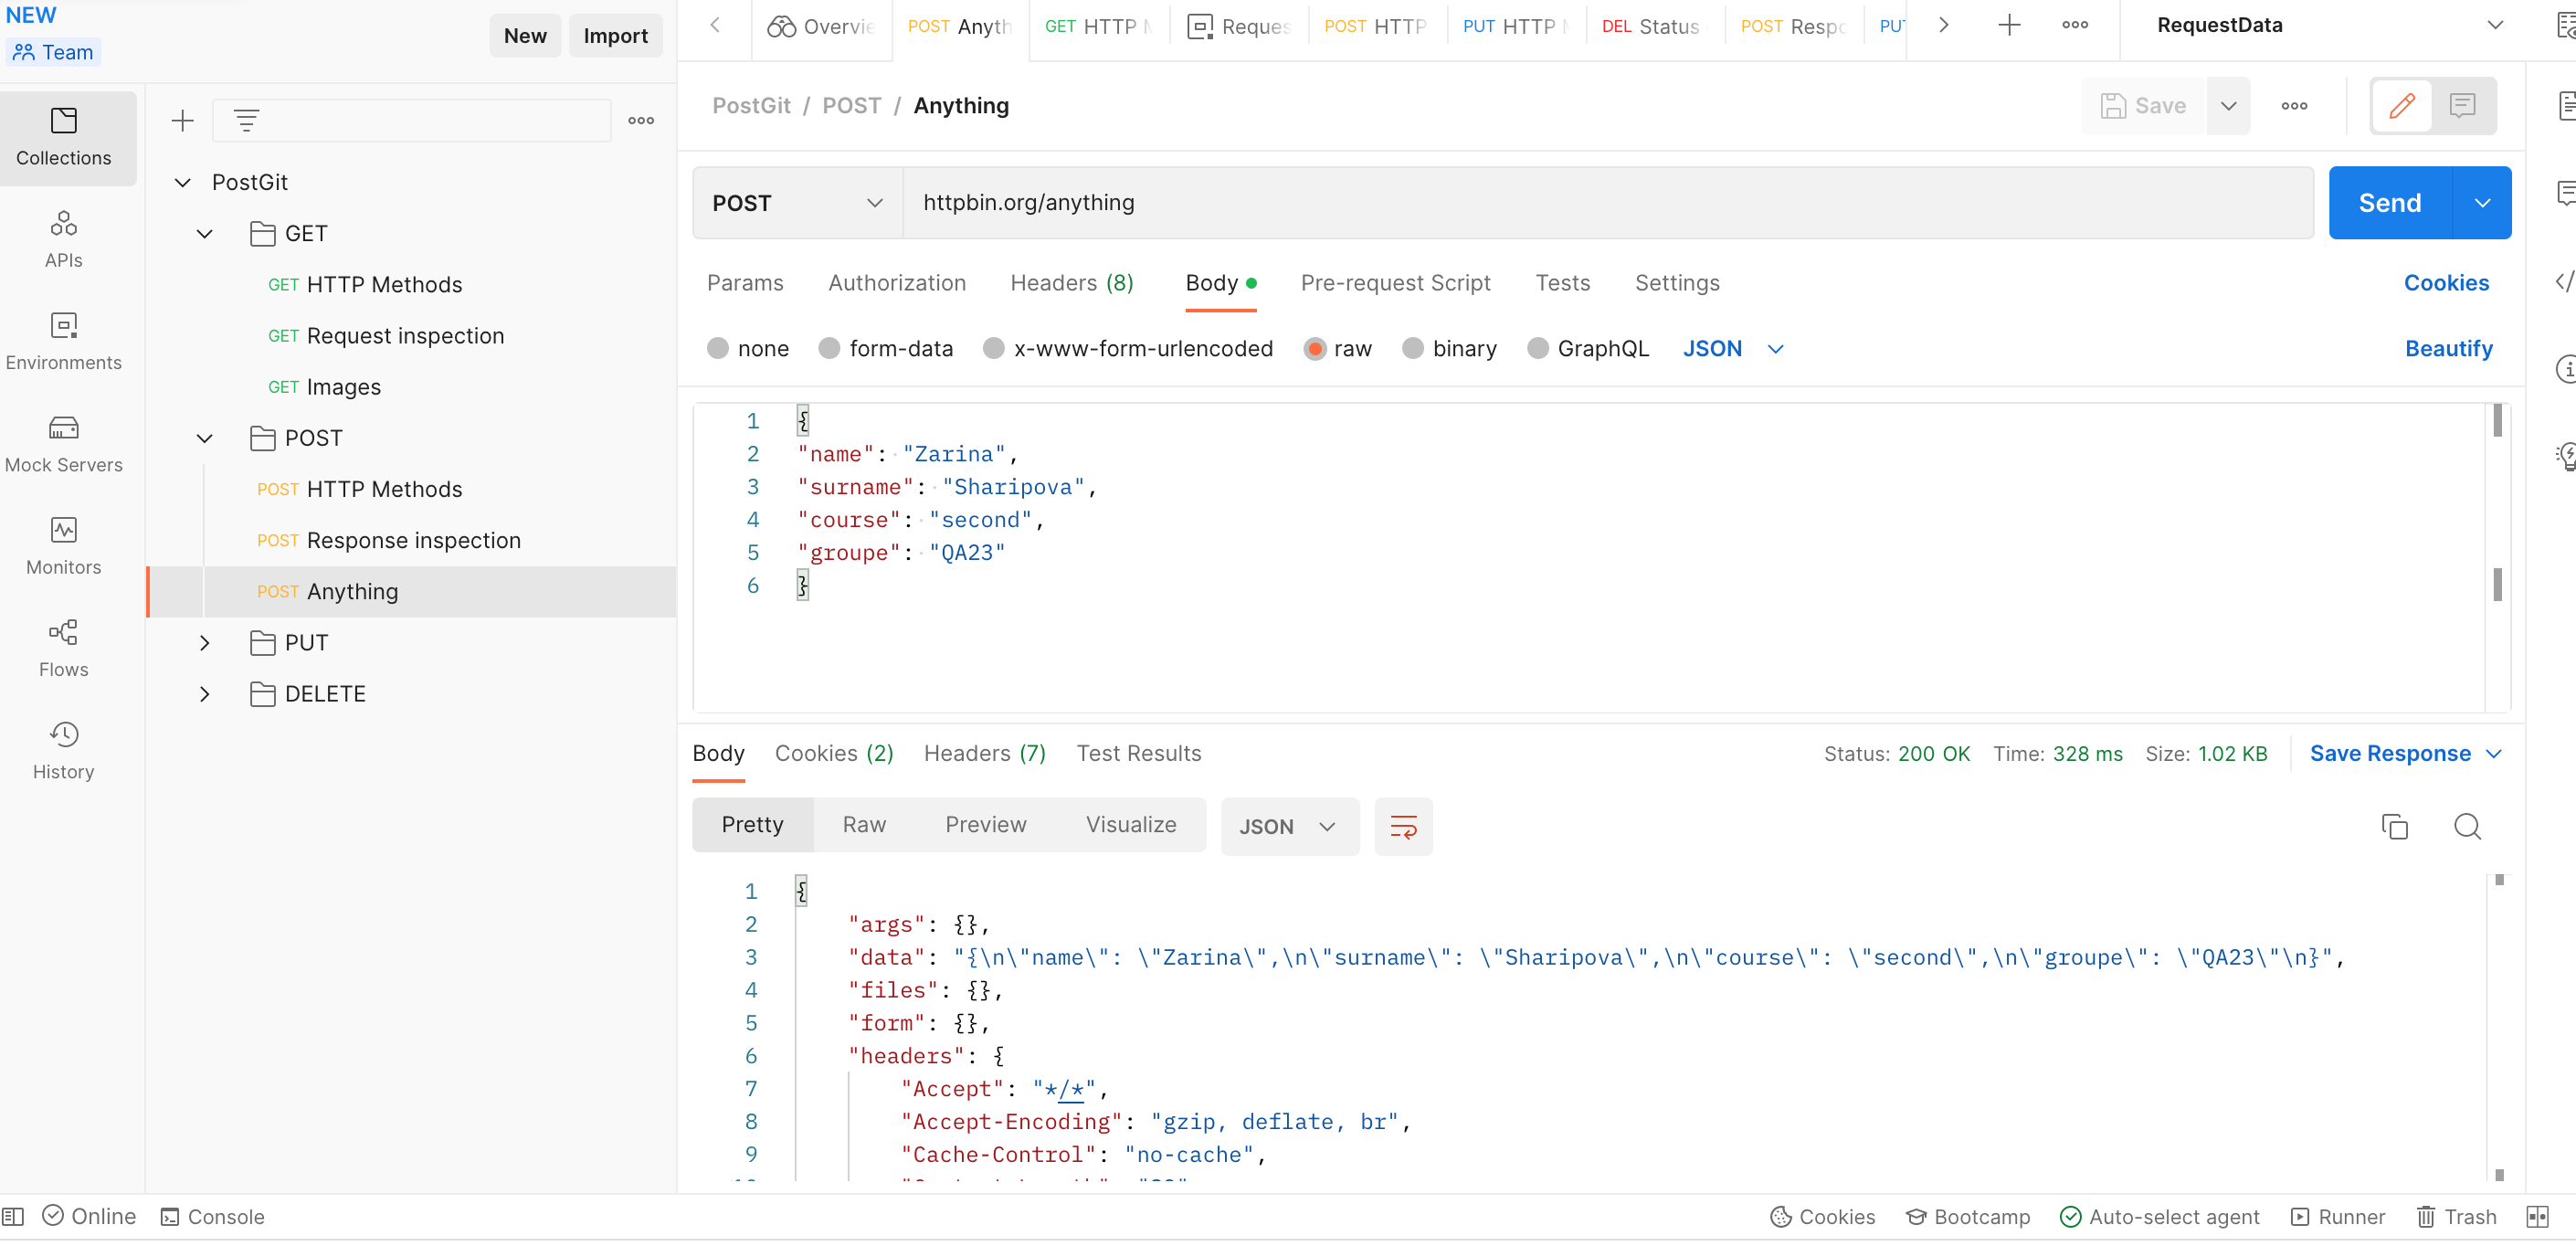 NEW
Team
New
Import
Overvie
POST Anyth
GET HTTP M
Reques
POST HTTP
PUT HTTP M
DEL Status
POST Respo
PUT
RequestData
PostGit / POST / Anything
Save
Collections
APIs
Environments
Mock Servers
Monitors
Flows
History
PostGit
GET
GET HTTP Methods
GET Request inspection
GET Images
POST
POST HTTP Methods
POST Response inspection
POST Anything
PUT
DELETE
POST
httpbin.org/anything
Send
Params
Authorization
Headers (8)
Body
Pre-request Script
Tests
Settings
Cookies
none
form-data
x-www-form-urlencoded
raw
binary
GraphQL
JSON
Beautify
1 {
2 "name": "Zarina",
3 "surname": "Sharipova",
4 "course": "second",
5 "groupe": "QA23"
6 }
Body
Cookies (2)
Headers (7)
Test Results
Status: 200 OK
Time: 328 ms
Size: 1.02 KB
Save Response
Pretty
Raw
Preview
Visualize
JSON
1 {
2 "args": {},
3 "data": "{\n\"name\": \"Zarina\",\n\"surname\": \"Sharipova\",\n\"course\": \"second\",\n\"groupe\": \"QA23\"\n}",
4 "files": {},
5 "form": {},
6 "headers": {
7 "Accept": "*/*",
8 "Accept-Encoding": "gzip, deflate, br",
9 "Cache-Control": "no-cache",
Online
Console
Cookies
Bootcamp
Auto-select agent
Runner
Trash